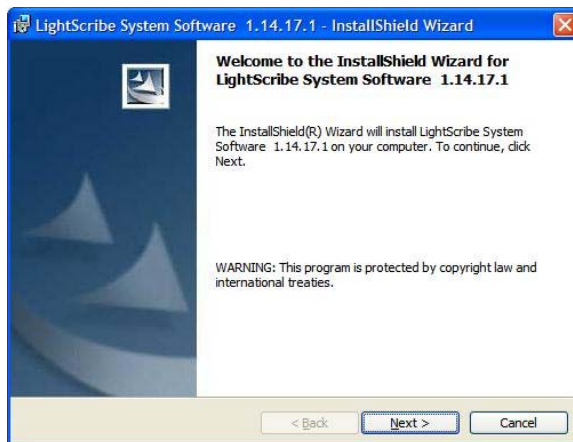 LightScribe System Software 1.14.17.1 - InstallShield Wizard
Welcome to the InstallShield Wizard for
LightScribe System Software 1.14.17.1
The InstallShield(R) Wizard will install LightScribe System
Software 1.14.17.1 on your computer. To continue, click
Next.
WARNING: This program is protected by copyright law and
international treaties.
< Back Next > Cancel